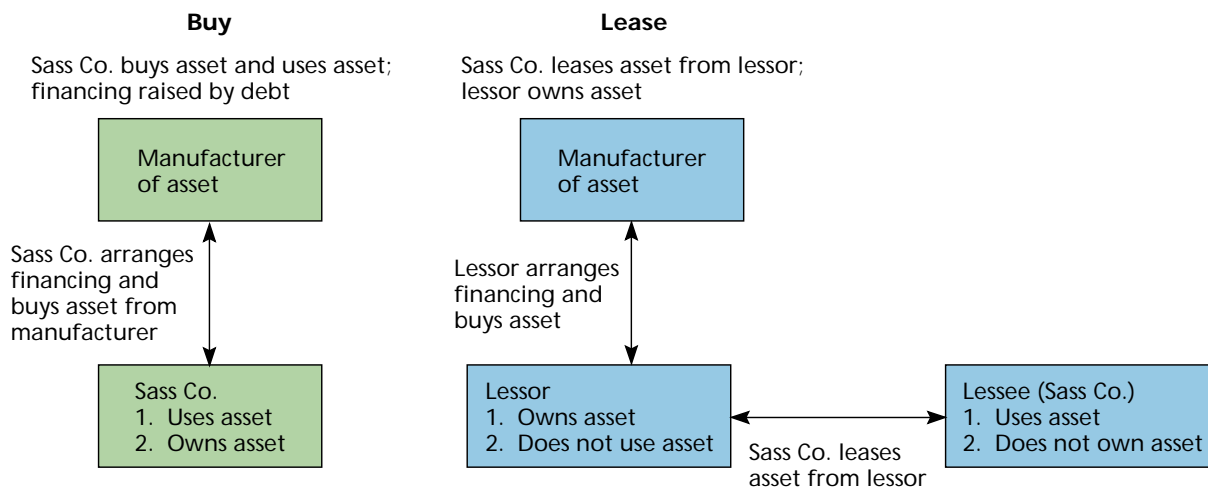 Buy
Sass Co. buys asset and uses asset;
financing raised by debt
Manufacturer
of asset
Sass Co. arranges
financing and
buys asset from
manufacturer
Sass Co.
1. Uses asset
2. Owns asset
Lease
Sass Co. leases asset from lessor;
lessor owns asset
Manufacturer
of asset
Lessor arranges
financing and
buys asset
Lessor
1. Owns asset
2. Does not use asset
Sass Co. leases
asset from lessor
Lessee (Sass Co.)
1. Uses asset
2. Does not own asset